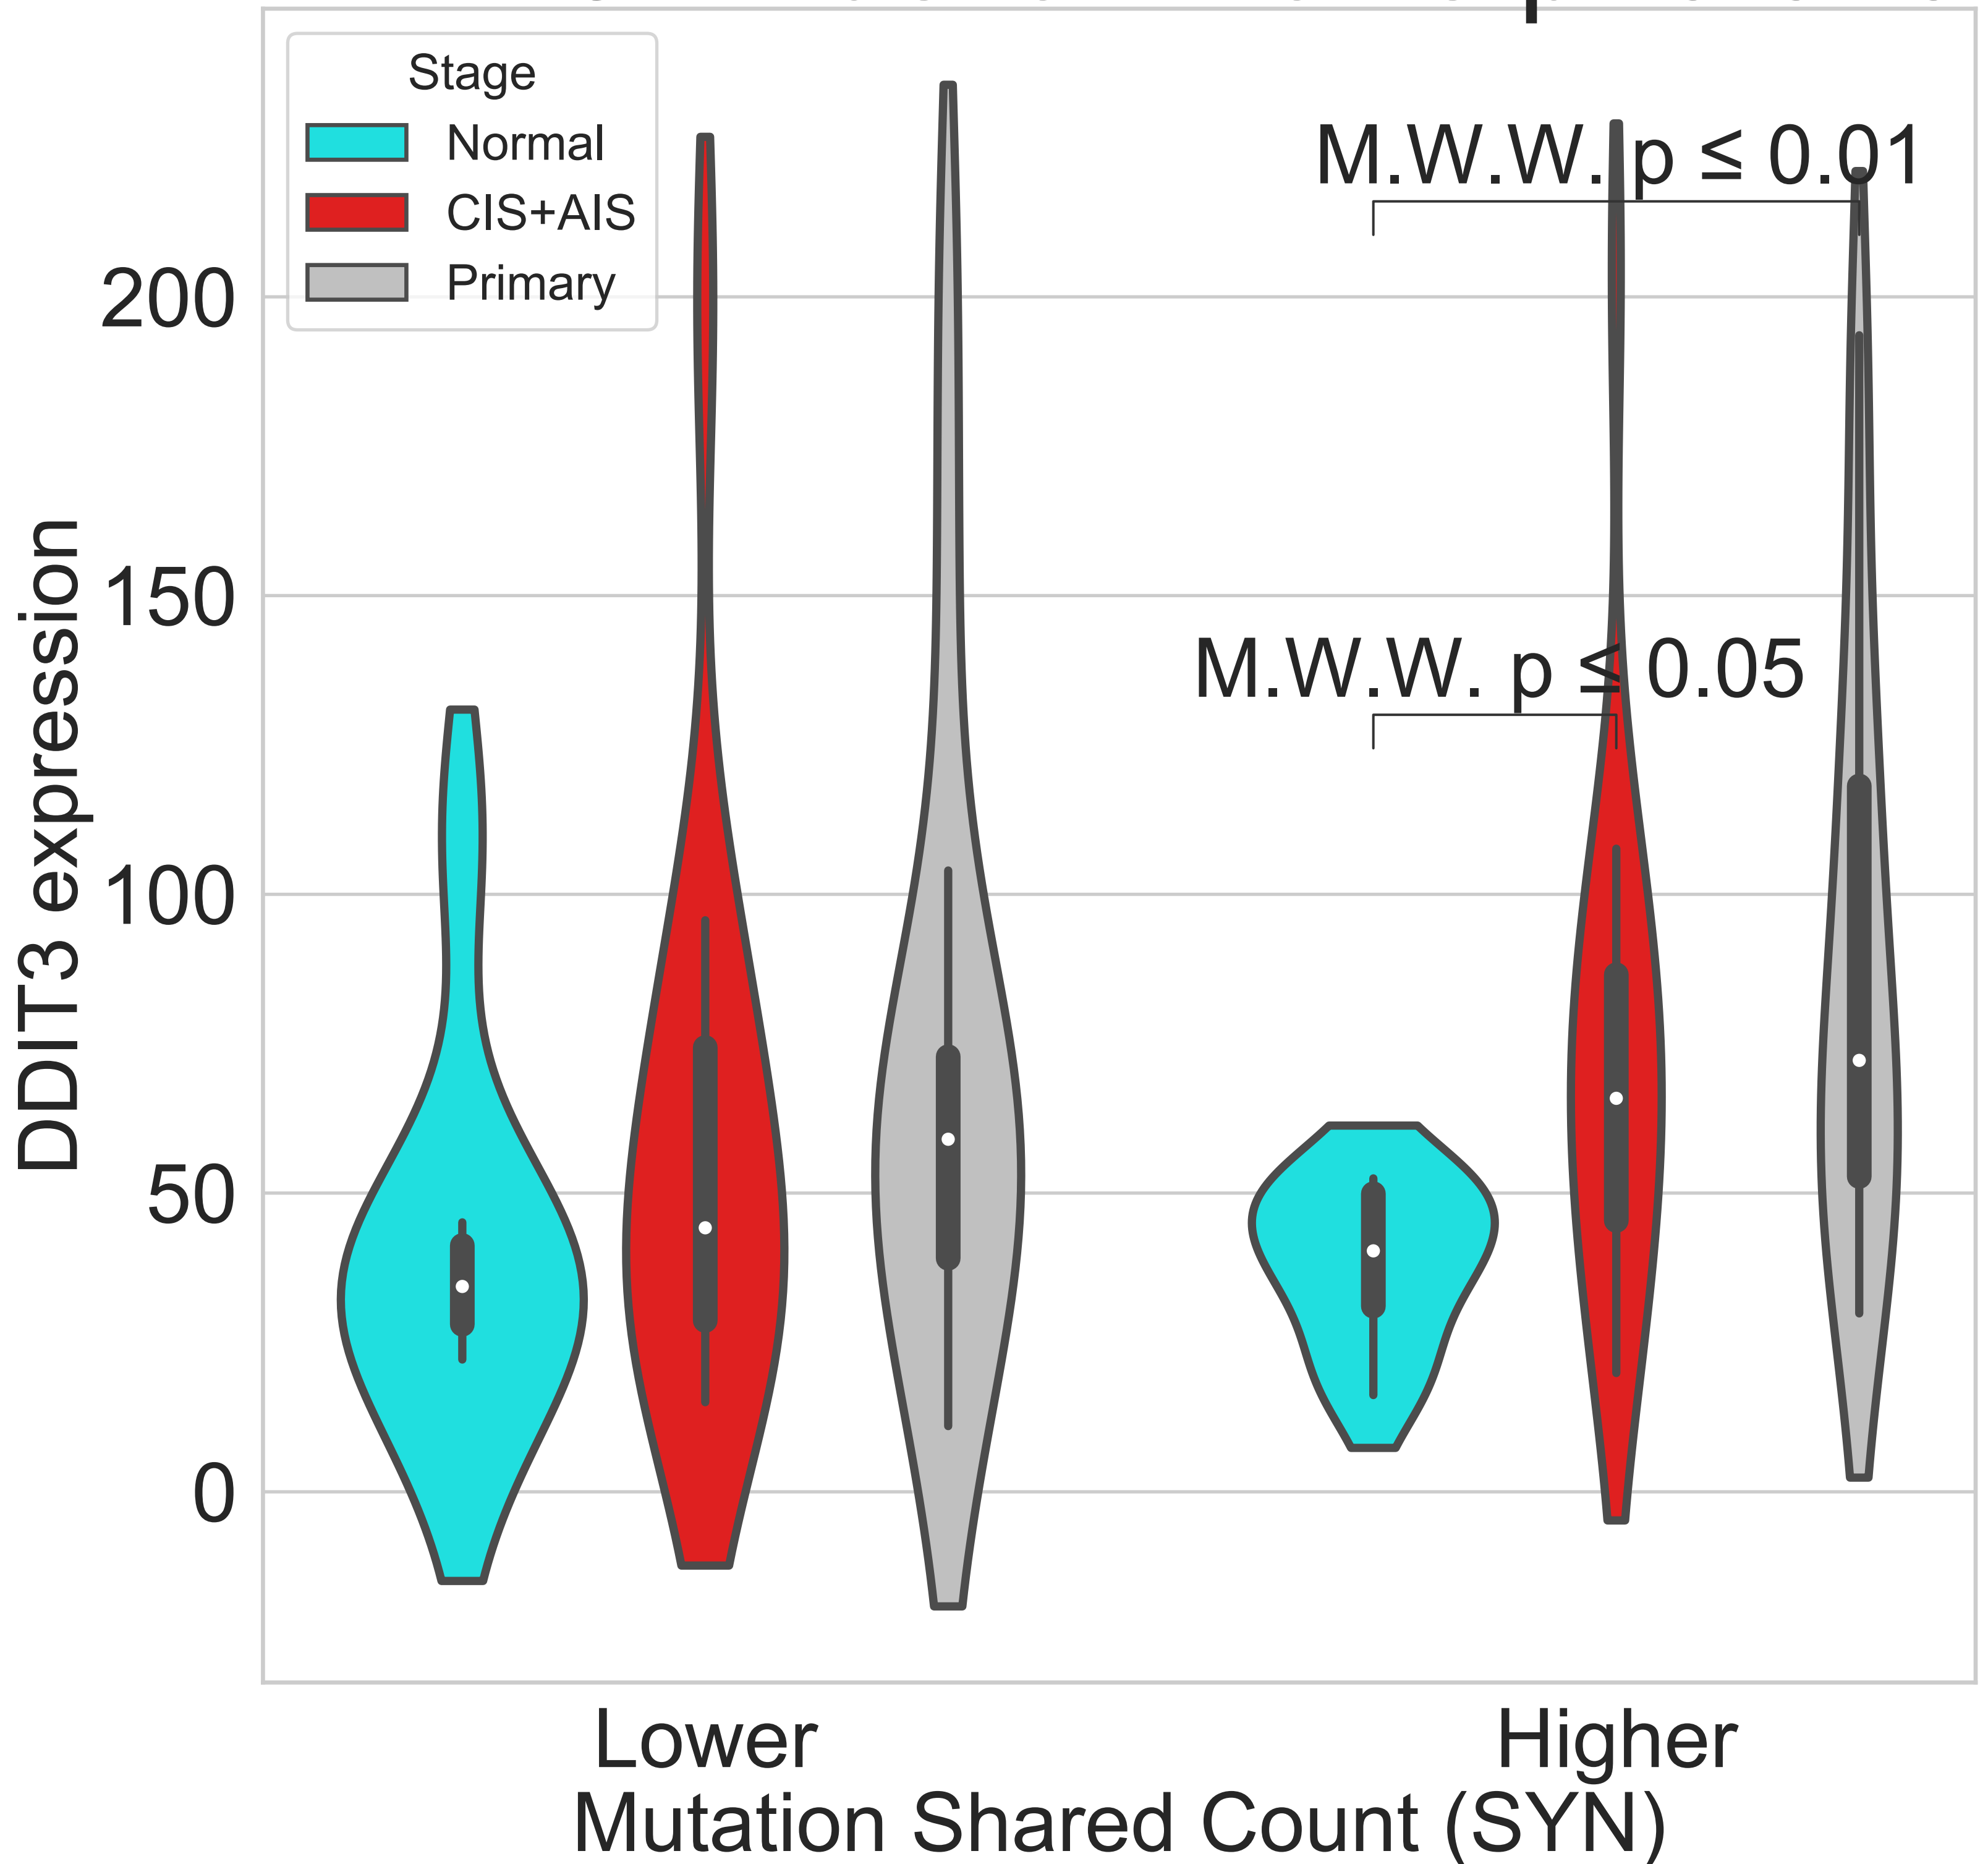 Stage
Normal
CIS+AIS
Primary
M.W.W. p ≤ 0.01
M.W.W. p ≤ 0.05
DDIT3 expression
200
150
100
50
0
Lower
Higher
Mutation Shared Count (SYN)